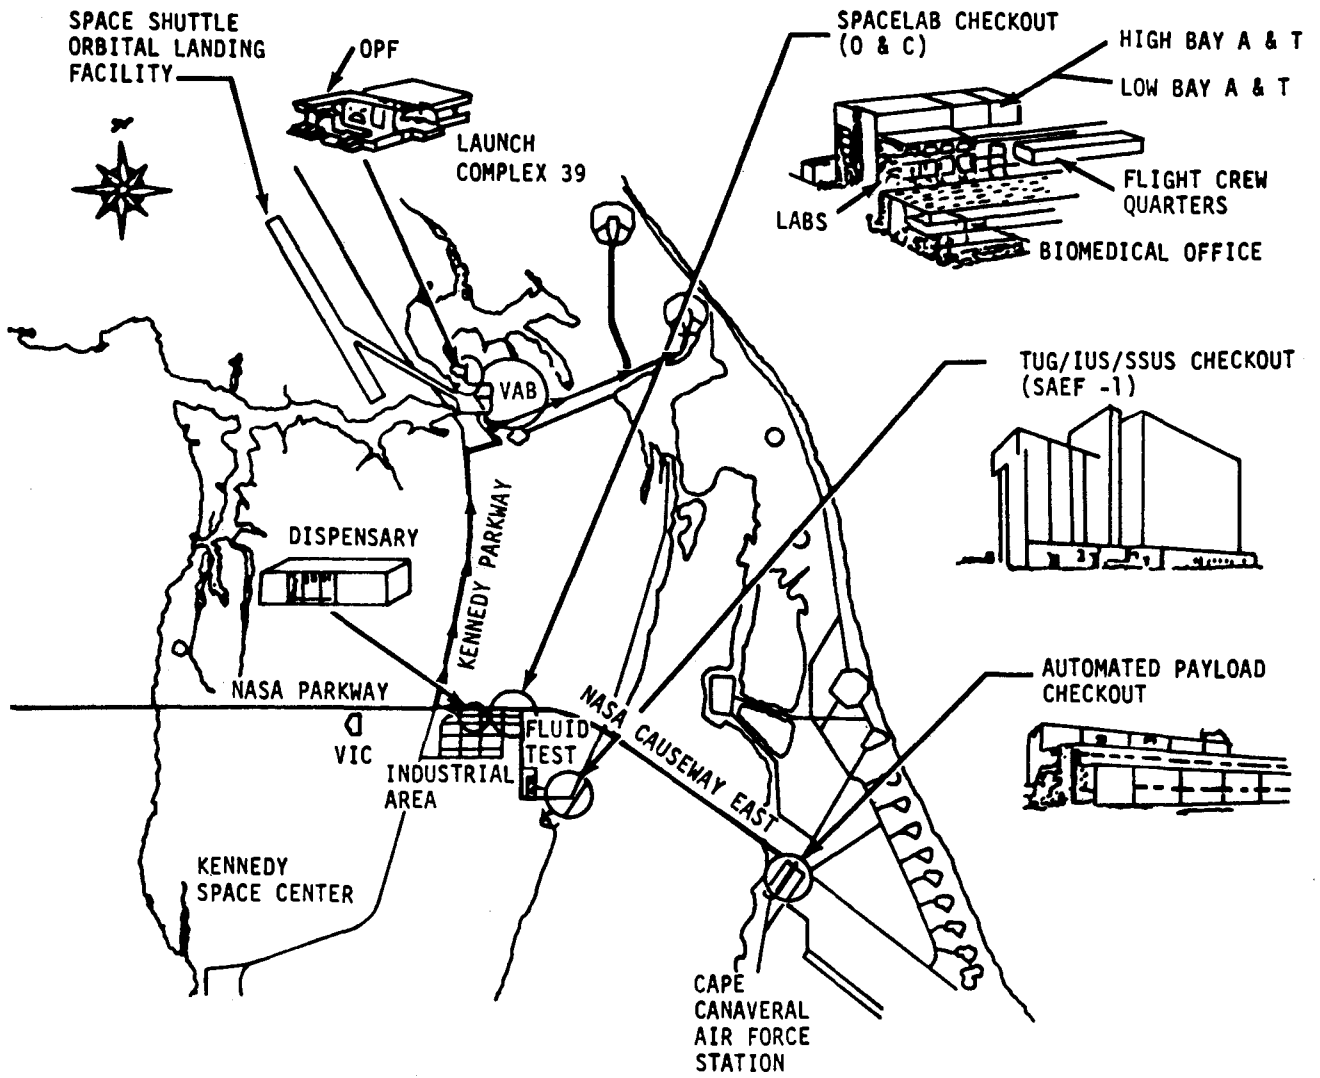 SPACE SHUTTLE
ORBITAL LANDING
FACILITY
OPF
LAUNCH
COMPLEX 39
SPACELAB CHECKOUT
(O & C)
HIGH BAY A & T
LOW BAY A & T
FLIGHT CREW
QUARTERS
LABS
BIOMEDICAL OFFICE
VAB
TUG/IUS/SSUS CHECKOUT
(SAEF -1)
KENNEDY PARKWAY
DISPENSARY
NASA PARKWAY
VIC
INDUSTRIAL
AREA
FLUID
TEST
NASA CAUSEWAY EAST
AUTOMATED PAYLOAD
CHECKOUT
KENNEDY
SPACE CENTER
CAPE
CANAVERAL
AIR FORCE
STATION